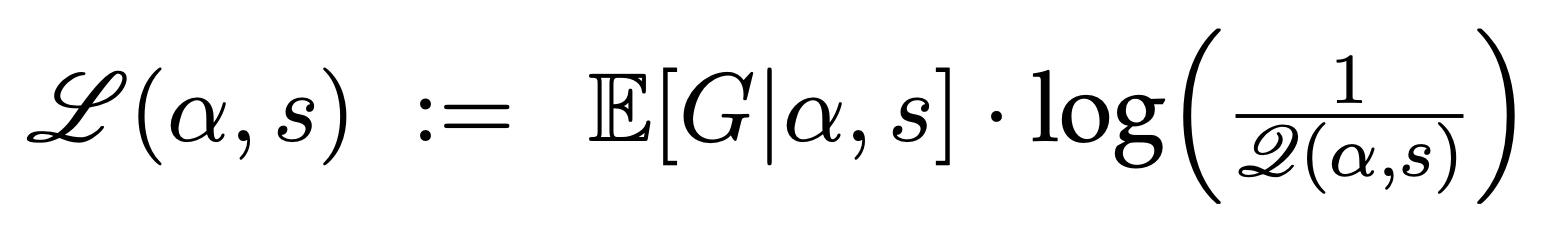 ℒ(α, s) := 𝔼[G|α, s] · log(1/𝒬(α,s))